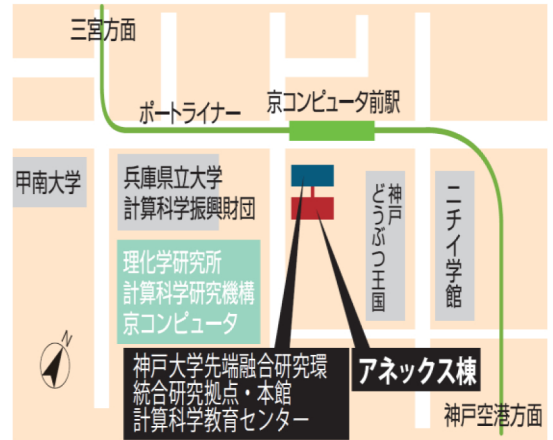 三宮方面
ポートライナー
京コンピュータ前駅
甲南大学
兵庫県立大学
計算科学振興財団
神戸
どうぶつ王国
ニチイ学館
理化学研究所
計算科学研究機構
京コンピュータ
N
神戸大学先端融合研究環
統合研究拠点・本館
計算科学教育センター
アネックス棟
神戸空港方面